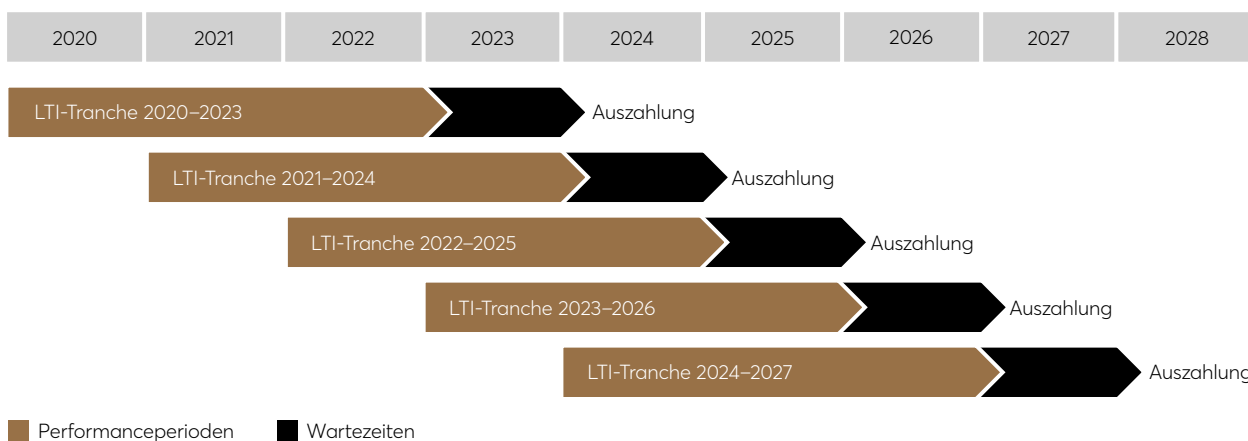 2020 2021 2022 2023 2024 2025 2026 2027 2028
LTI-Tranche 2020–2023 Auszahlung
LTI-Tranche 2021–2024 Auszahlung
LTI-Tranche 2022–2025 Auszahlung
LTI-Tranche 2023–2026 Auszahlung
LTI-Tranche 2024–2027 Auszahlung
Performanceperioden Wartezeiten